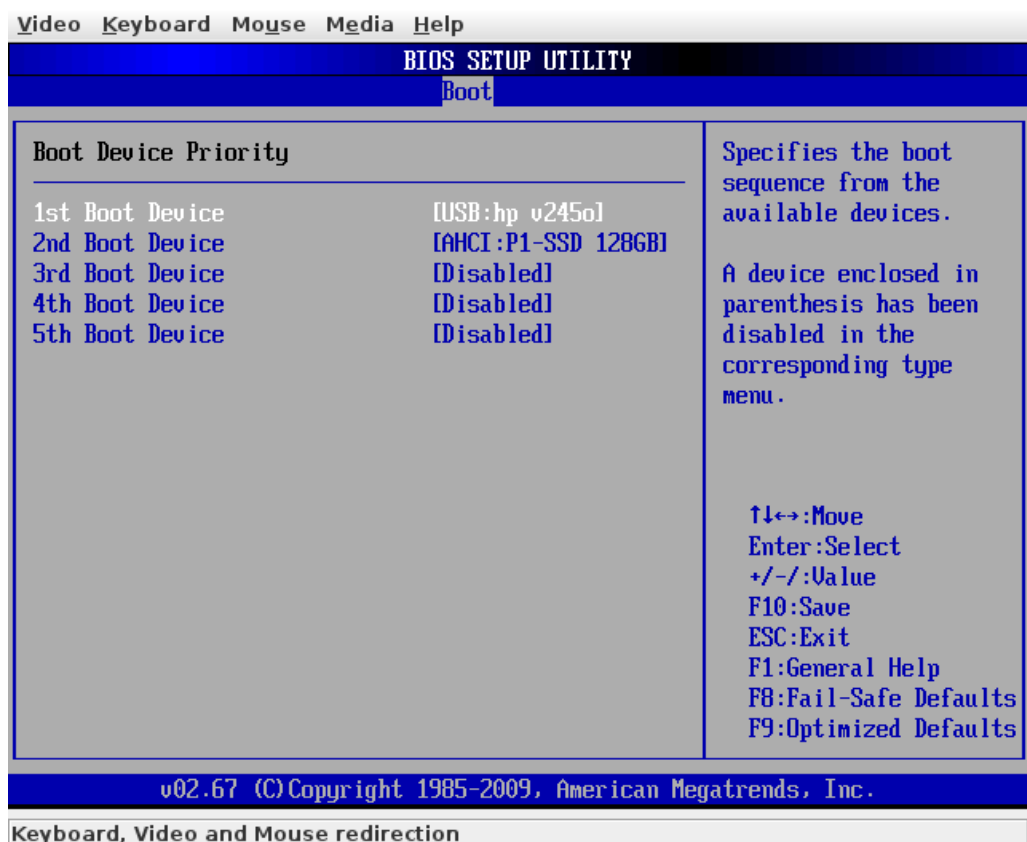 Video Keyboard Mouse Media Help
BIOS SETUP UTILITY
Boot
Boot Device Priority
1st Boot Device [USB:hp v245o]
2nd Boot Device [AHCI:P1-SSD 128GB]
3rd Boot Device [Disabled]
4th Boot Device [Disabled]
5th Boot Device [Disabled]
Specifies the boot
sequence from the
available devices.
A device enclosed in
parenthesis has been
disabled in the
corresponding type
menu.
↑↓←→:Move
Enter:Select
+/-/:Value
F10:Save
ESC:Exit
F1:General Help
F8:Fail-Safe Defaults
F9:Optimized Defaults
v02.67 (C)Copyright 1985-2009, American Megatrends, Inc.
Keyboard, Video and Mouse redirection